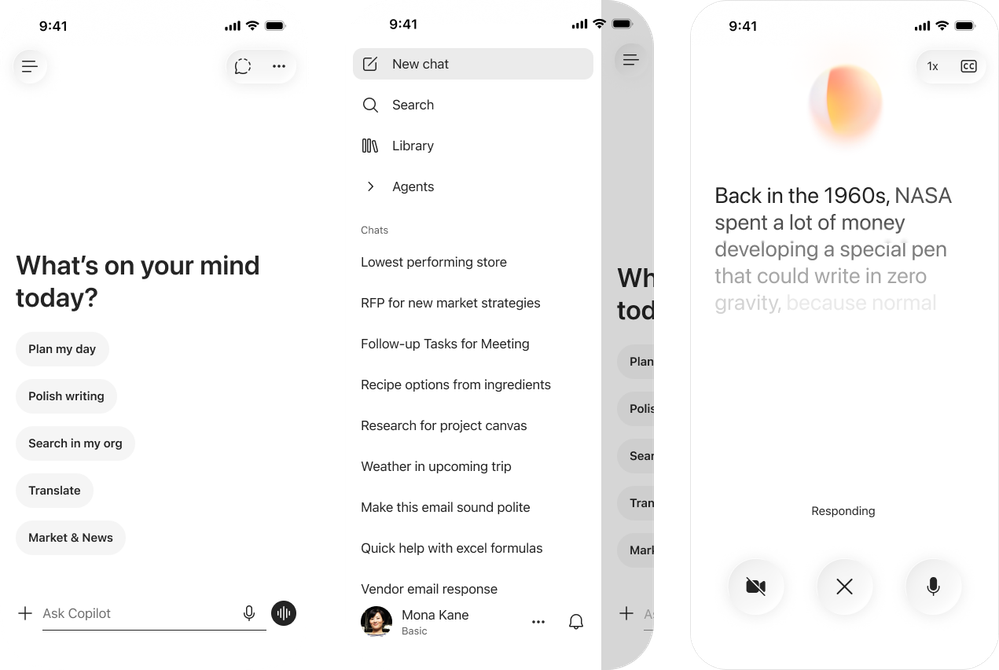 9:41
What's on your mind
today?
Plan my day
Polish writing
Search in my org
Translate
Market & News
Ask Copilot
9:41
New chat
Search
Library
Agents
Chats
Lowest performing store
RFP for new market strategies
Follow-up Tasks for Meeting
Recipe options from ingredients
Research for project canvas
Weather in upcoming trip
Make this email sound polite
Quick help with excel formulas
Vendor email response
Mona Kane
Basic
Wh
tod
Plan
Polis
Sear
Tran
Mark
As
9:41
1x
CC
Back in the 1960s, NASA
spent a lot of money
developing a special pen
that could write in zero
gravity, because normal
Responding